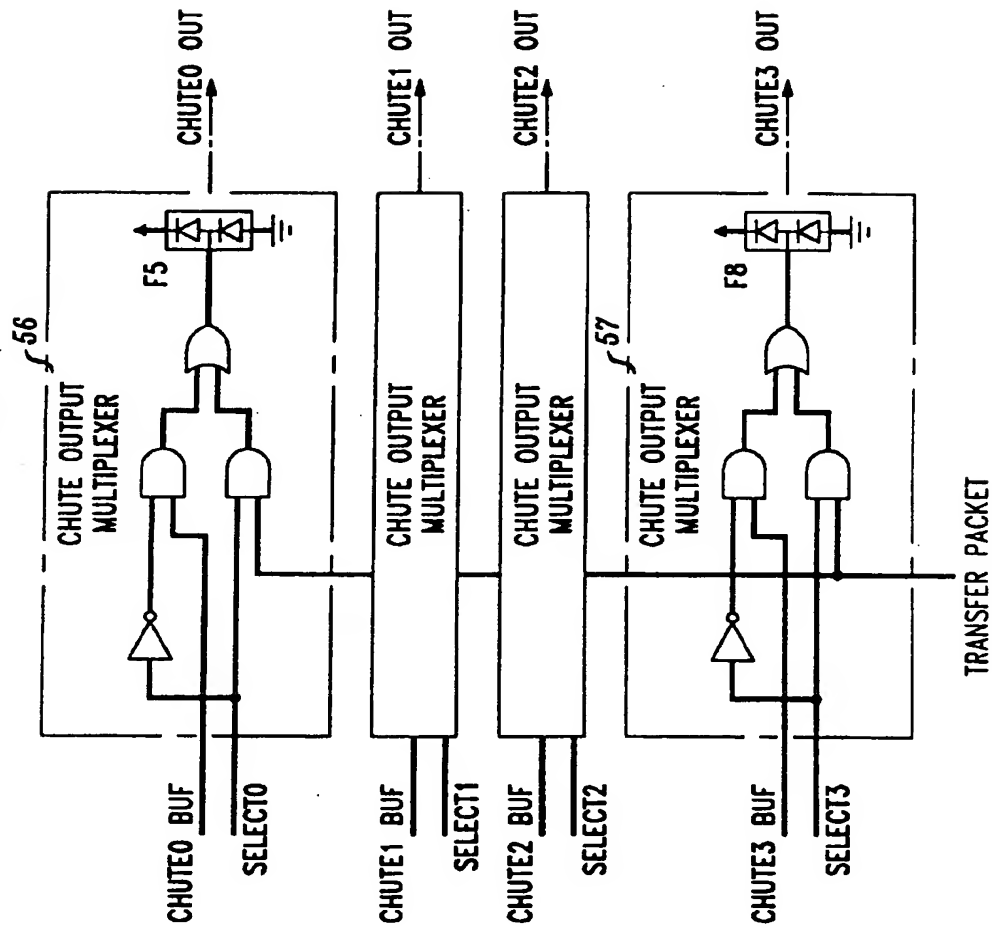 CHUTE0 OUT
56
CHUTE OUTPUT
MULTIPLEXER
F5
CHUTE0 BUF
SELECT0
CHUTE1 OUT
CHUTE OUTPUT
MULTIPLEXER
CHUTE1 BUF
SELECT1
CHUTE2 OUT
CHUTE OUTPUT
MULTIPLEXER
CHUTE2 BUF
SELECT2
CHUTE3 OUT
57
CHUTE OUTPUT
MULTIPLEXER
F8
CHUTE3 BUF
SELECT3
TRANSFER PACKET